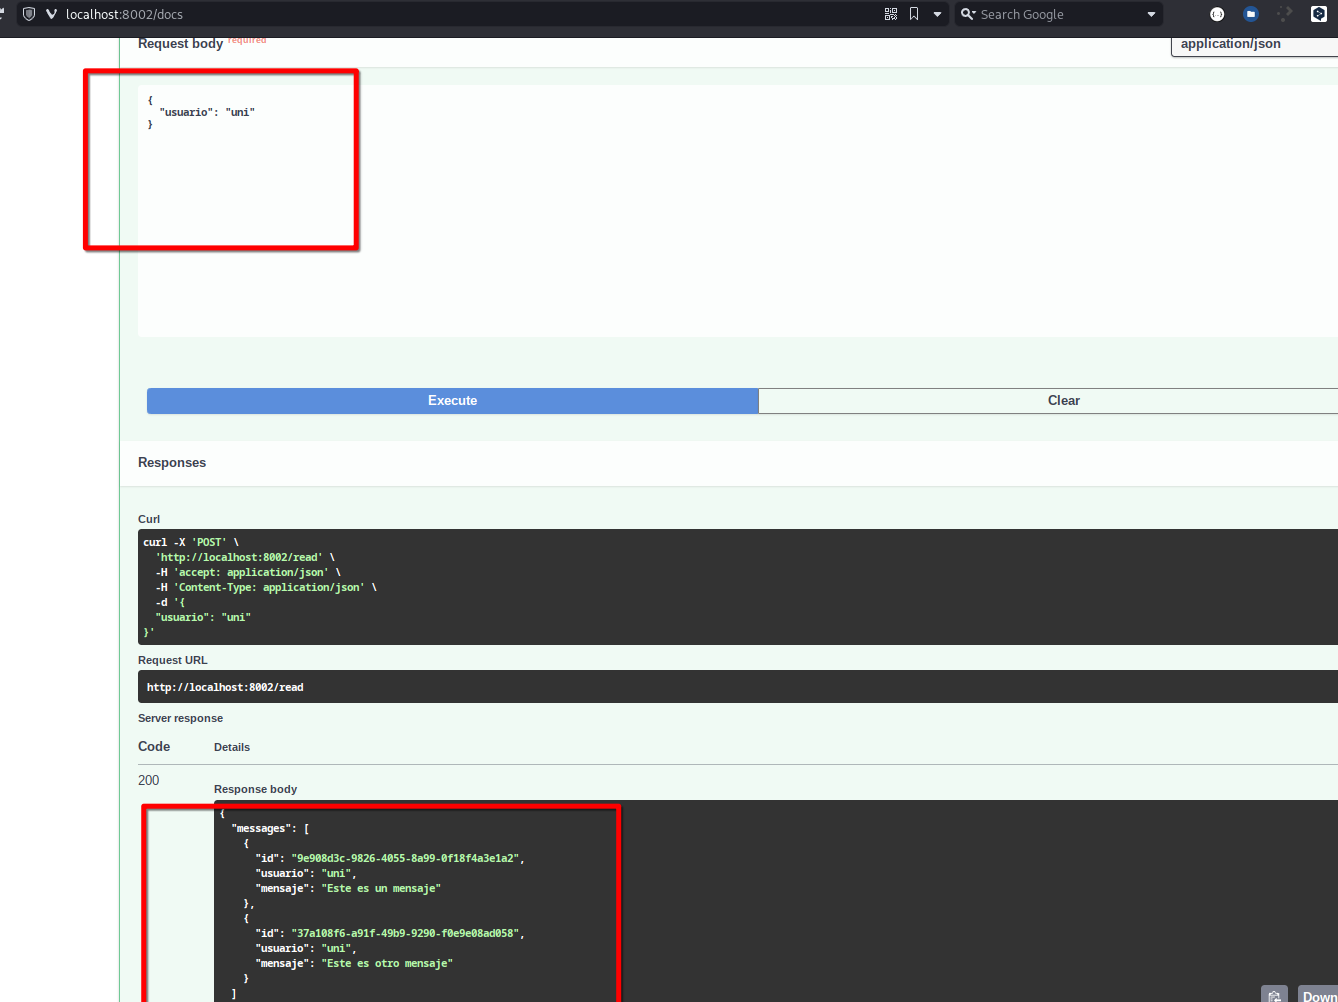 localhost:8002/docs
Search Google
Request body required
application/json
{
"usuario": "uni"
}
Execute
Clear
Responses
Curl
curl -X 'POST' \
'http://localhost:8002/read' \
-H 'accept: application/json' \
-H 'Content-Type: application/json' \
-d '{
"usuario": "uni"
}'
Request URL
http://localhost:8002/read
Server response
Code
Details
200
Response body
{
"messages": [
{
"id": "9e908d3c-9826-4055-8a99-0f18f4a3e1a2",
"usuario": "uni",
"mensaje": "Este es un mensaje"
},
{
"id": "37a108f6-a91f-49b9-9290-f0e9e08ad058",
"usuario": "uni",
"mensaje": "Este es otro mensaje"
}
]
Down